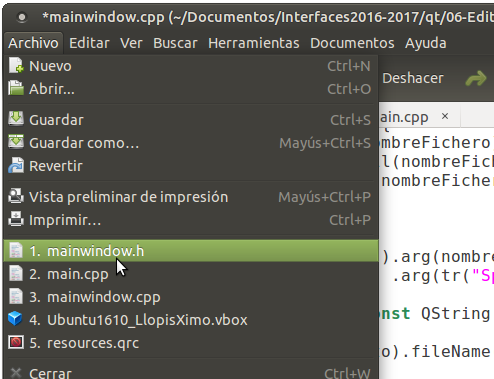 *mainwindow.cpp (~/Documentos/Interfaces2016-2017/qt/06-Edit
Archivo Editar Ver Buscar Herramientas Documentos Ayuda
Nuevo Ctrl+N
Deshacer
Abrir... Ctrl+O
Guardar Ctrl+S
ain.cpp ×
Guardar como... Mayús+Ctrl+S
ombreFichero
Revertir
l(nombreFich
nombreFicher
Vista preliminar de impresión Mayús+Ctrl+P
Imprimir... Ctrl+P
1. mainwindow.h
).arg(nombre
2. main.cpp
.arg(tr("Sp
3. mainwindow.cpp
4. Ubuntu1610_LlopisXimo.vbox
nst QString
5. resources.qrc
o).fileName
Cerrar Ctrl+W